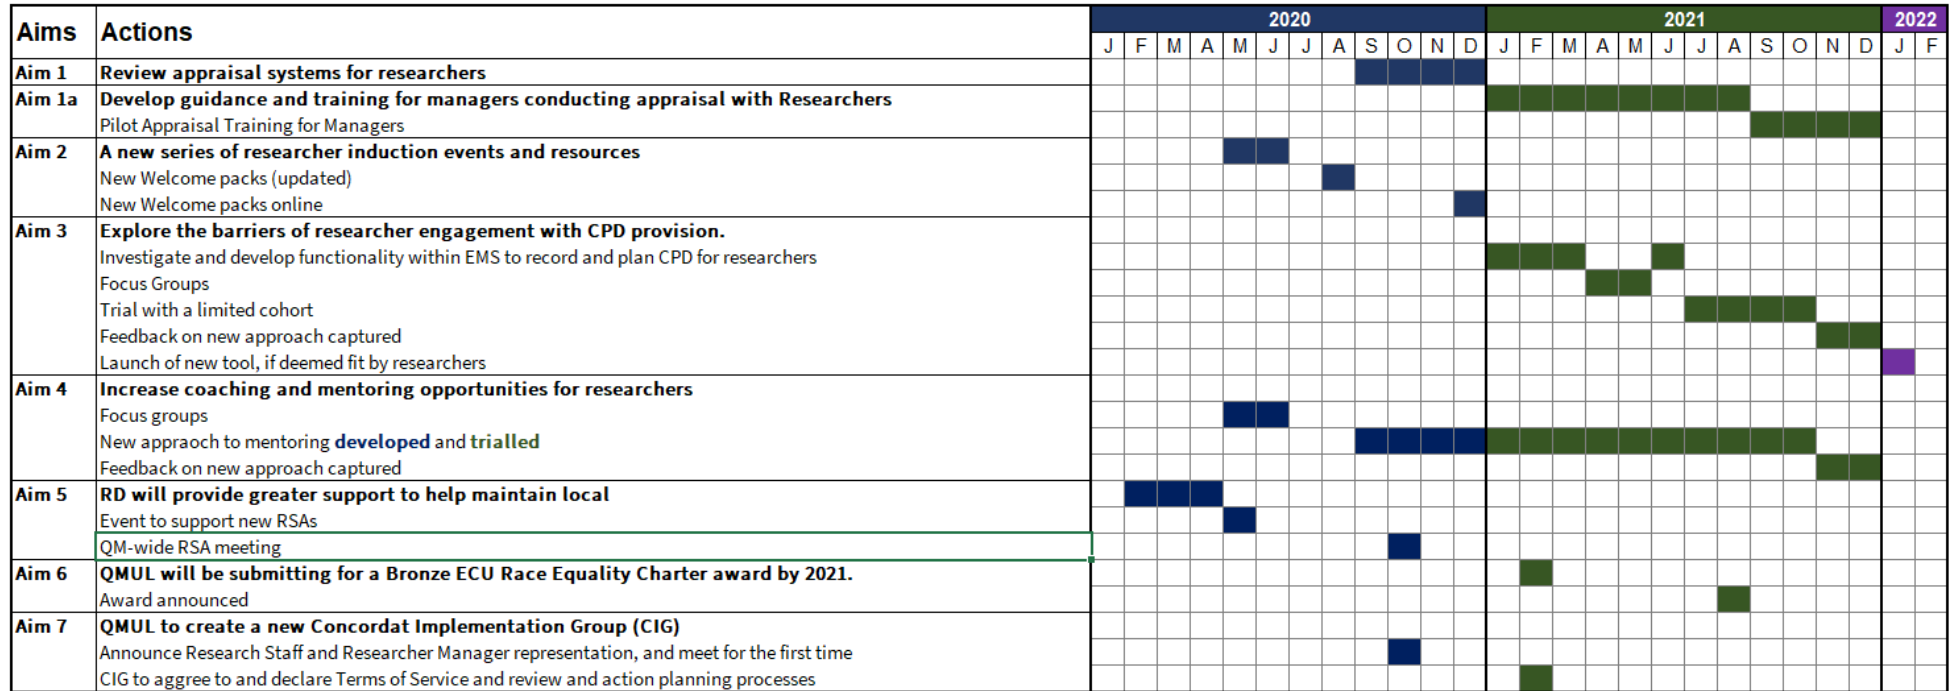 Aims Actions 2020 2021 2022
J F M A M J J A S O N D J F M A M J J A S O N D J F
Aim 1 Review appraisal systems for researchers
Aim 1a Develop guidance and training for managers conducting appraisal with Researchers
Pilot Appraisal Training for Managers
Aim 2 A new series of researcher induction events and resources
New Welcome packs (updated)
New Welcome packs online
Aim 3 Explore the barriers of researcher engagement with CPD provision.
Investigate and develop functionality within EMS to record and plan CPD for researchers
Focus Groups
Trial with a limited cohort
Feedback on new approach captured
Launch of new tool, if deemed fit by researchers
Aim 4 Increase coaching and mentoring opportunities for researchers
Focus groups
New appraoch to mentoring developed and trialled
Feedback on new approach captured
Aim 5 RD will provide greater support to help maintain local
Event to support new RSAs
QM-wide RSA meeting
Aim 6 QMUL will be submitting for a Bronze ECU Race Equality Charter award by 2021.
Award announced
Aim 7 QMUL to create a new Concordat Implementation Group (CIG)
Announce Research Staff and Researcher Manager representation, and meet for the first time
CIG to aggree to and declare Terms of Service and review and action planning processes